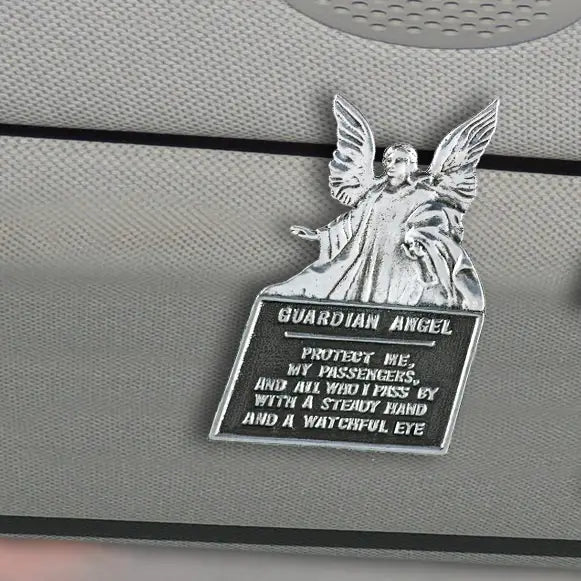 GUARDIAN ANGEL
PROTECT ME,
MY PASSENGERS,
AND ALL WHO I PASS BY
WITH A STEADY HAND
AND A WATCHFUL EYE